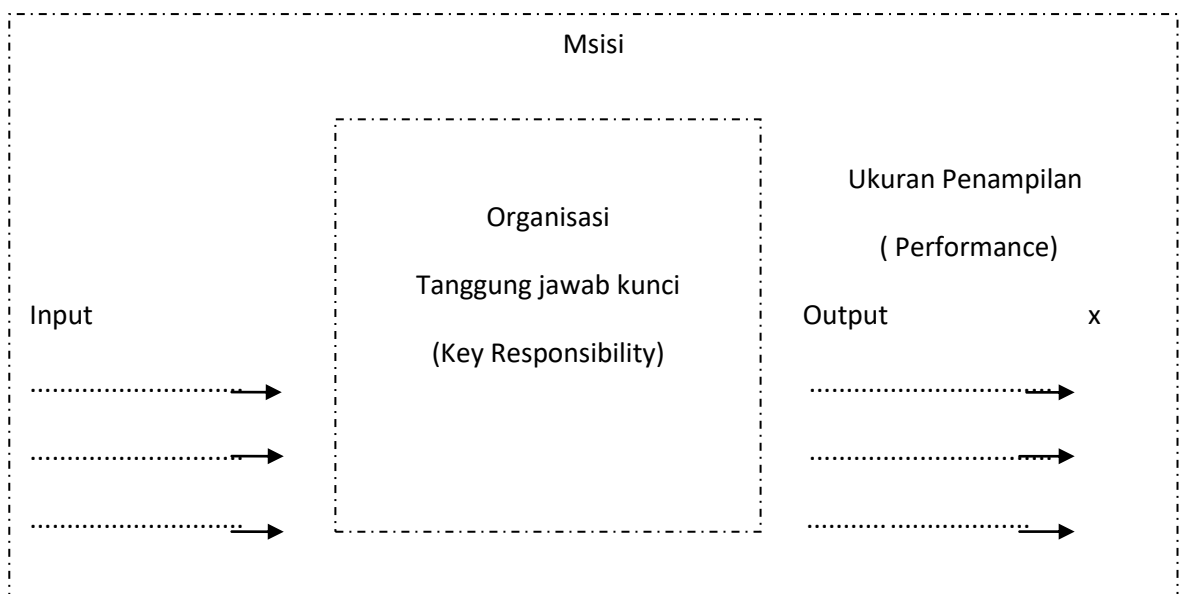 Msisi
Ukuran Penampilan
( Performance)
Organisasi
Tanggung jawab kunci
(Key Responsibility)
Input
Output x
................................
................................
................................
................................
................................
........... ......................